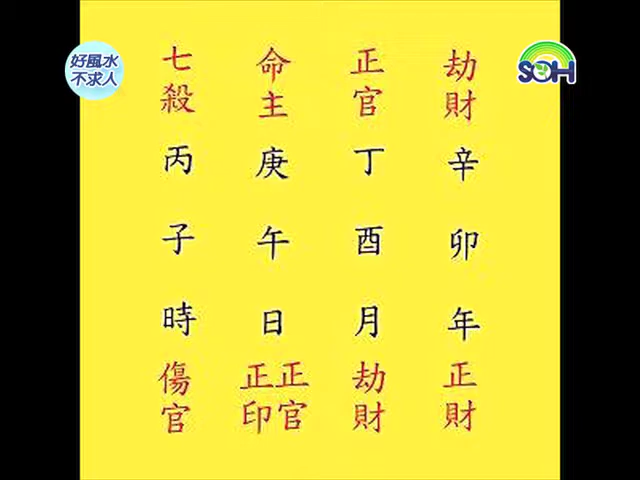 好風水
不求人
SOH
劫財
辛卯年
正財
正官
丁酉月
劫財
命主
庚午日
正官
正印
七殺
丙子時
傷官